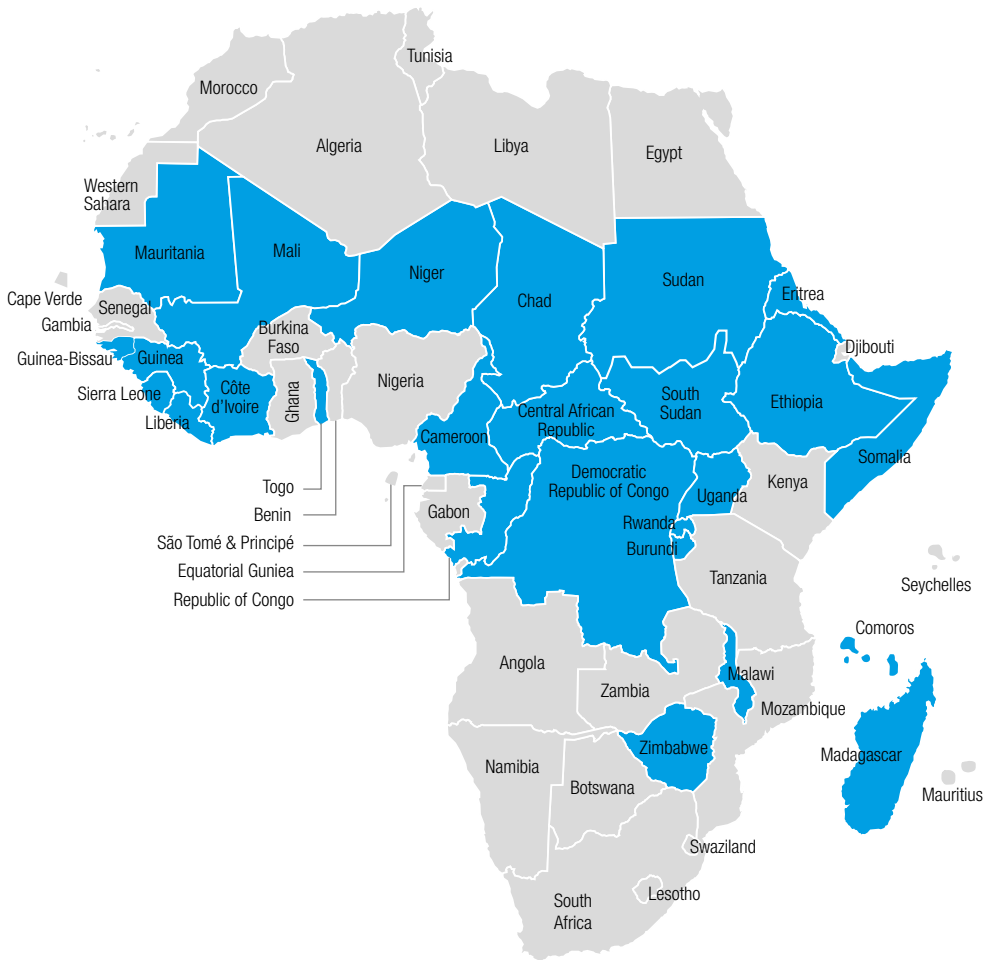 Tunisia
Morocco
Algeria
Libya
Egypt
Western
Sahara
Mauritania
Mali
Niger
Chad
Sudan
Eritrea
Cape Verde
Senegal
Gambia
Burkina
Faso
Djibouti
Guinea-Bissau
Guinea
Nigeria
Sierra Leone
Côte
d'Ivoire
Ghana
South
Sudan
Ethiopia
Central African
Republic
Liberia
Cameroon
Somalia
Democratic
Republic of Congo
Uganda
Kenya
Togo
Benin
Gabon
Rwanda
São Tomé & Principé
Burundi
Equatorial Guniea
Tanzania
Republic of Congo
Seychelles
Comoros
Angola
Malawi
Zambia
Mozambique
Zimbabwe
Madagascar
Namibia
Botswana
Mauritius
Swaziland
Lesotho
South
Africa